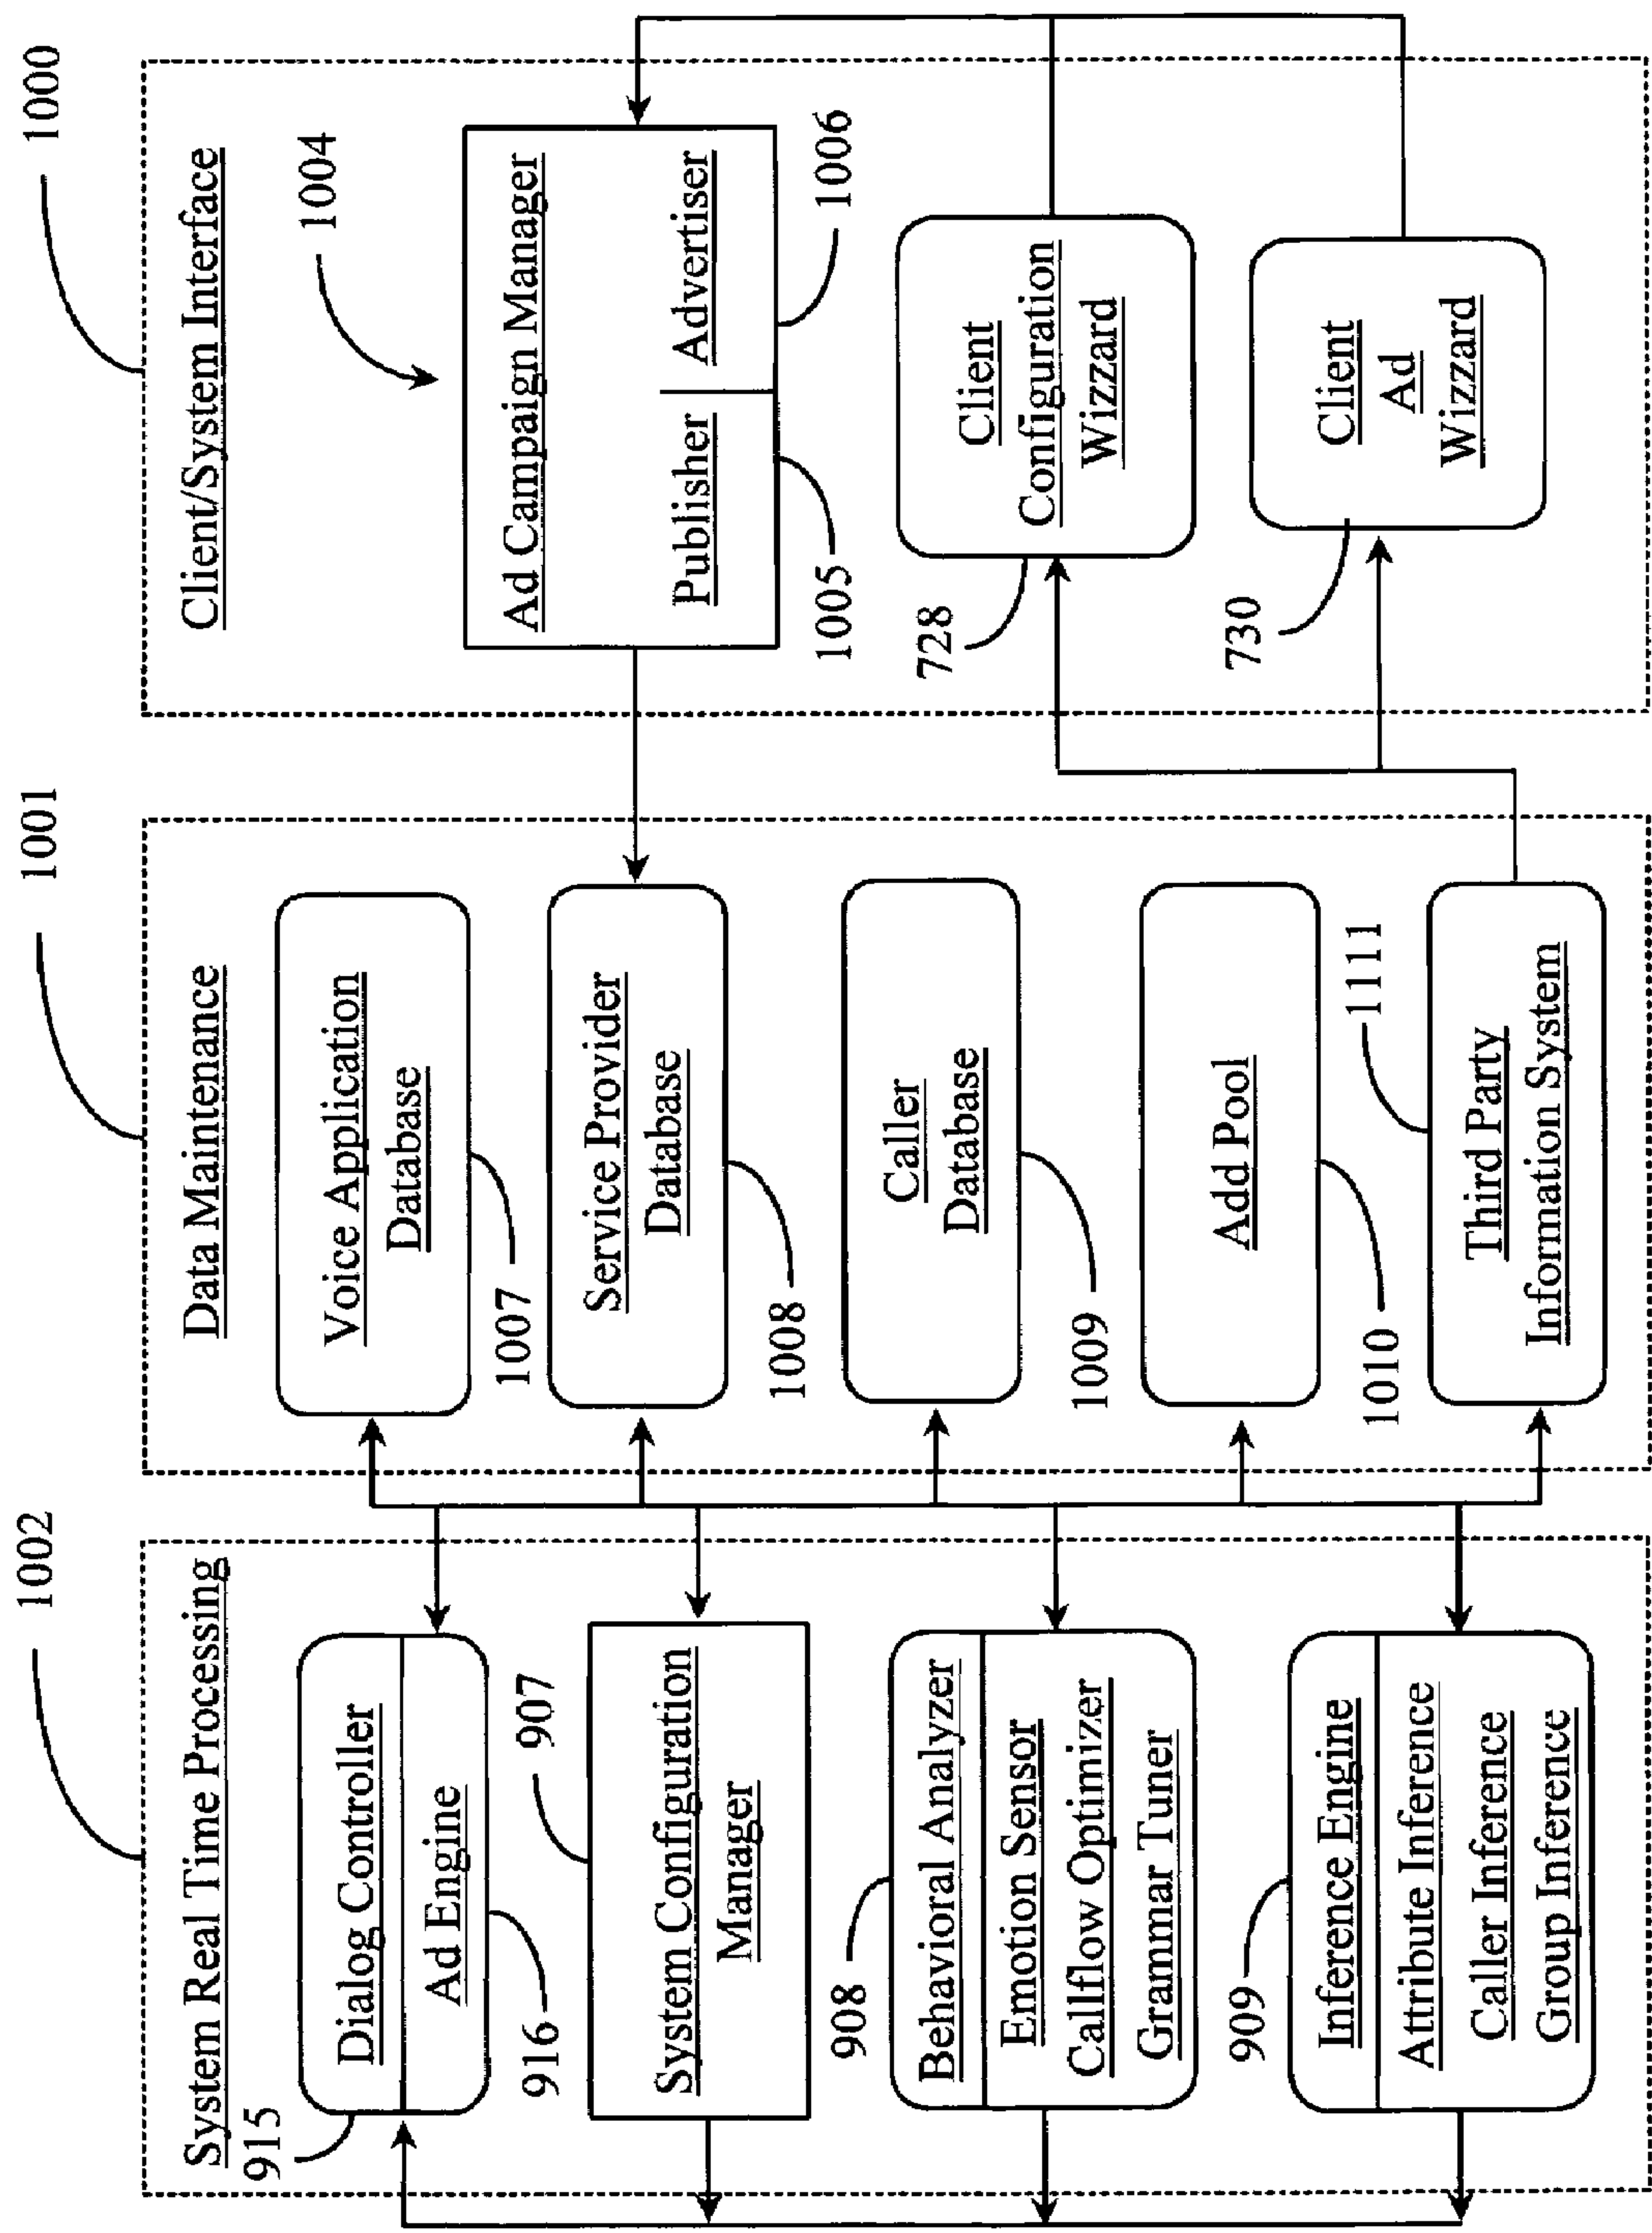 1002
System Real Time Processing
915
Dialog Controller
Ad Engine
916
907
System Configuration
Manager
908
Behavioral Analyzer
Emotion Sensor
Callflow Optimizer
Grammar Tuner
909
Inference Engine
Attribute Inference
Caller Inference
Group Inference
1001
Data Maintenance
Voice Application
Database
1007
Service Provider
Database
1008
Caller
Database
1009
Add Pool
1010
1111
Third Party
Information System
1000
Client/System Interface
1004
Ad Campaign Manager
Publisher
Advertiser
1005
1006
728
Client
Configuration
Wizzard
730
Client
Ad
Wizzard